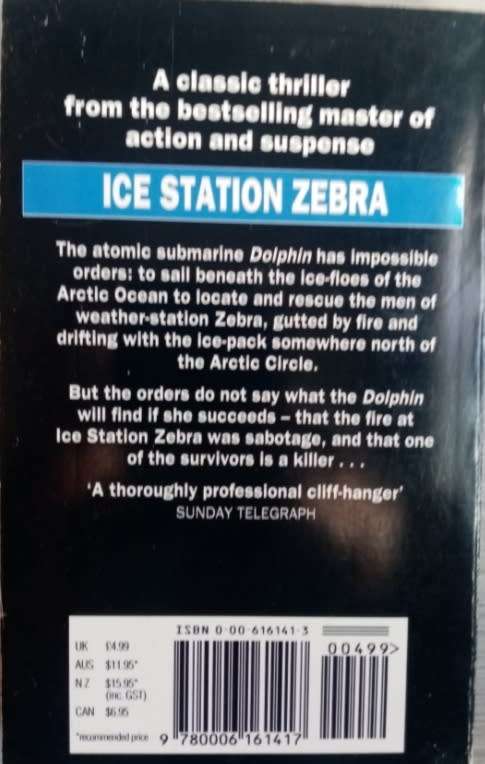 A classic thriller
from the bestselling master of
action and suspense
ICE STATION ZEBRA
The atomic submarine Dolphin has impossible
orders: to sail beneath the ice-floes of the
Arctic Ocean to locate and rescue the men of
weather-station Zebra, gutted by fire and
drifting with the ice-pack somewhere north of
the Arctic Circle.
But the orders do not say what the Dolphin
will find if she succeeds – that the fire at
Ice Station Zebra was sabotage, and that one
of the survivors is a killer . . .
'A thoroughly professional cliff-hanger'
SUNDAY TELEGRAPH
ISBN 0-00-616141-3
UK £4.99
AUS $11.95*
NZ $15.95*
(inc. GST)
CAN $6.95
*recommended price
00499>
9 780006 161417